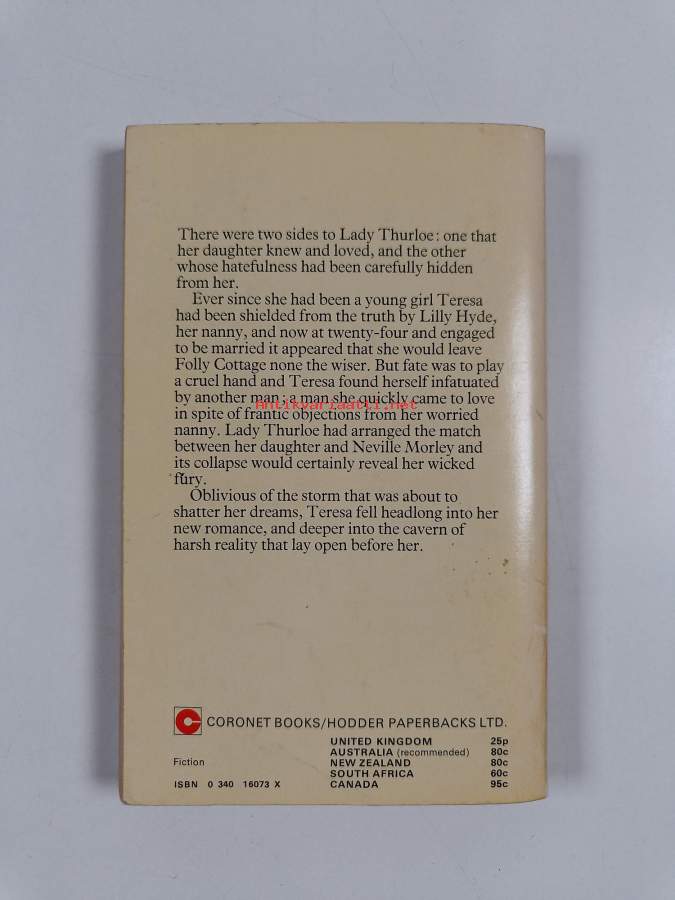 There were two sides to Lady Thurloe: one that
her daughter knew and loved, and the other
whose hatefulness had been carefully hidden
from her.
Ever since she had been a young girl Teresa
had been shielded from the truth by Lilly Hyde,
her nanny, and now at twenty-four and engaged
to be married it appeared that she would leave
Folly Cottage none the wiser. But fate was to play
a cruel hand and Teresa found herself infatuated
by another man; a man she quickly came to love
antikvariaatti.net
in spite of frantic objections from her worried
nanny. Lady Thurloe had arranged the match
between her daughter and Neville Morley and
its collapse would certainly reveal her wicked
fury.
Oblivious of the storm that was about to
shatter her dreams, Teresa fell headlong into her
new romance, and deeper into the cavern of
harsh reality that lay open before her.
CORONET BOOKS/HODDER PAPERBACKS LTD.
UNITED KINGDOM 25p
AUSTRALIA (recommended) 80c
Fiction NEW ZEALAND 80c
SOUTH AFRICA 60c
ISBN 0 340 16073 X CANADA 95c